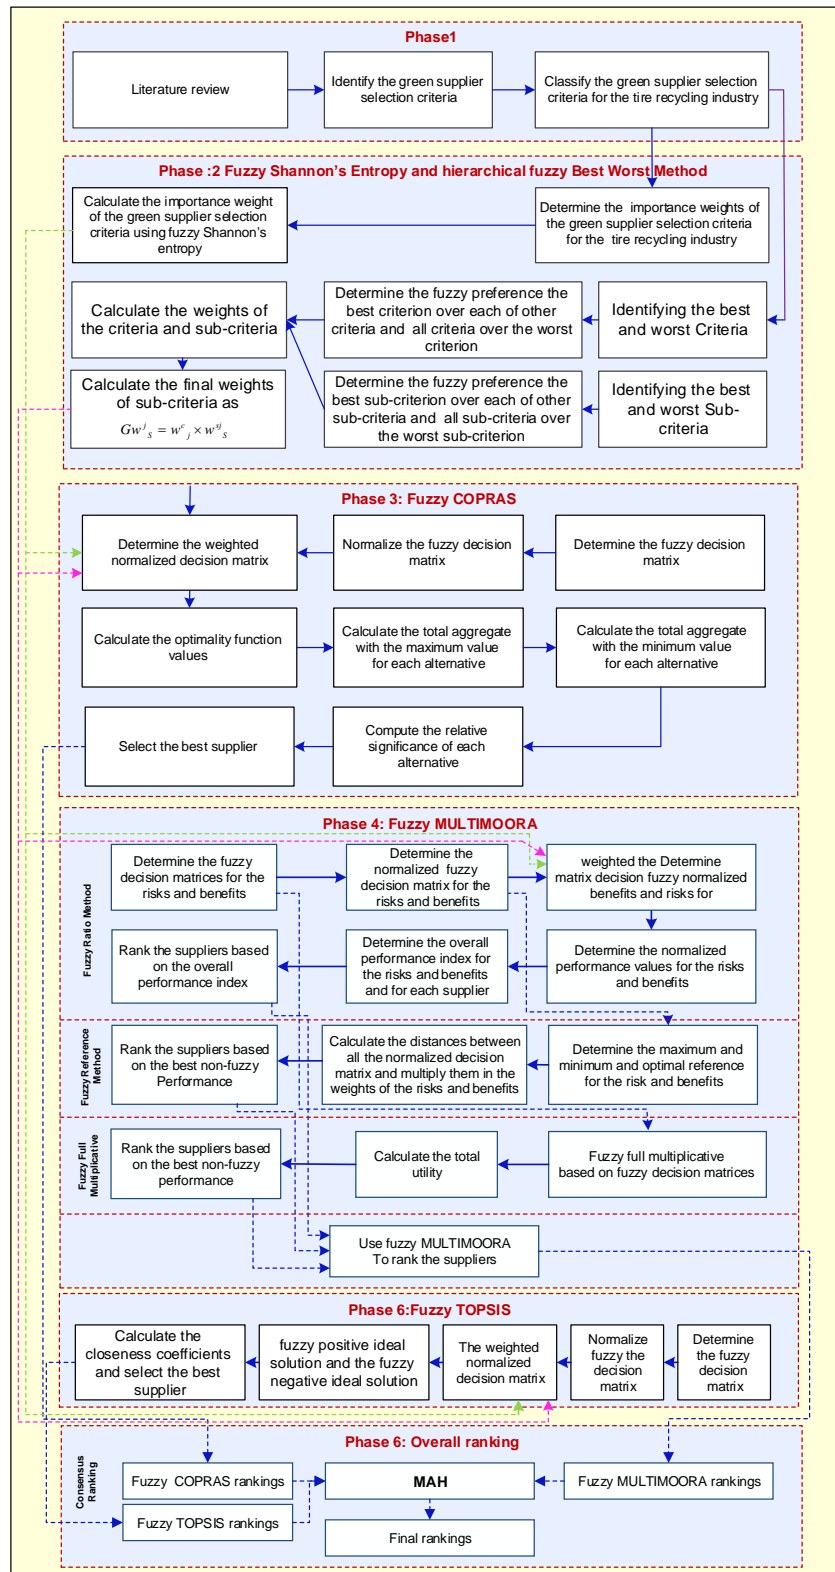 Phase1
Literature review
Identify the green supplier
selection criteria
Classify the green supplier selection
criteria for the tire recycling industry
Phase :2 Fuzzy Shannon's Entropy and hierarchical fuzzy Best Worst Method
Calculate the importance weight
of the green supplier selection
criteria using fuzzy Shannon's
entropy
Determine the importance weights of
the green supplier selection criteria
for the tire recycling industry
Calculate the weights of
the criteria and sub-criteria
Determine the fuzzy preference the
best criterion over each of other
criteria and all criteria over the worst
criterion
Identifying the best
and worst Criteria
Calculate the final weights
of sub-criteria as
$Gw^j{}_S = w^c{}_j \times w^{sj}{}_S$
Determine the fuzzy preference the
best sub-criterion over each of other
sub-criteria and all sub-criteria over
the worst sub-criterion
Identifying the best
and worst Sub-
criteria
Phase 3: Fuzzy COPRAS
Determine the weighted
normalized decision matrix
Normalize the fuzzy decision
matrix
Determine the fuzzy decision
matrix
Calculate the optimality function
values
Calculate the total aggregate
with the maximum value
for each alternative
Calculate the total aggregate
with the minimum value
for each alternative
Select the best supplier
Compute the relative
significance of each
alternative
Phase 4: Fuzzy MULTIMOORA
Fuzzy Ratio Method
Determine the fuzzy
decision matrices for the
risks and benefits
Determine the
normalized fuzzy
decision matrix for the
risks and benefits
weighted the Determine
matrix decision fuzzy normalized
benefits and risks for
Rank the suppliers based
on the overall
performance index
Determine the overall
performance index for
the risks and benefits
and for each supplier
Determine the normalized
performance values for the risks
and benefits
Fuzzy Reference
Method
Rank the suppliers based
on the best non-fuzzy
Performance
Calculate the distances between
all the normalized decision
matrix and multiply them in the
weights of the risks and benefits
Determine the maximum and
minimum and optimal reference
for the risk and benefits
Fuzzy Full
Multiplicative
Rank the suppliers based
on the best non-fuzzy
performance
Calculate the total
utility
Fuzzy full multiplicative
based on fuzzy decision matrices
Use fuzzy MULTIMOORA
To rank the suppliers
Phase 6:Fuzzy TOPSIS
Calculate the
closeness coefficients
and select the best
supplier
fuzzy positive ideal
solution and the fuzzy
negative ideal solution
The weighted
normalized
decision matrix
Normalize
fuzzy the
decision
matrix
Determine
the fuzzy
decision
matrix
Phase 6: Overall ranking
Consensus
Ranking
Fuzzy COPRAS rankings
MAH
Fuzzy MULTIMOORA rankings
Fuzzy TOPSIS rankings
Final rankings